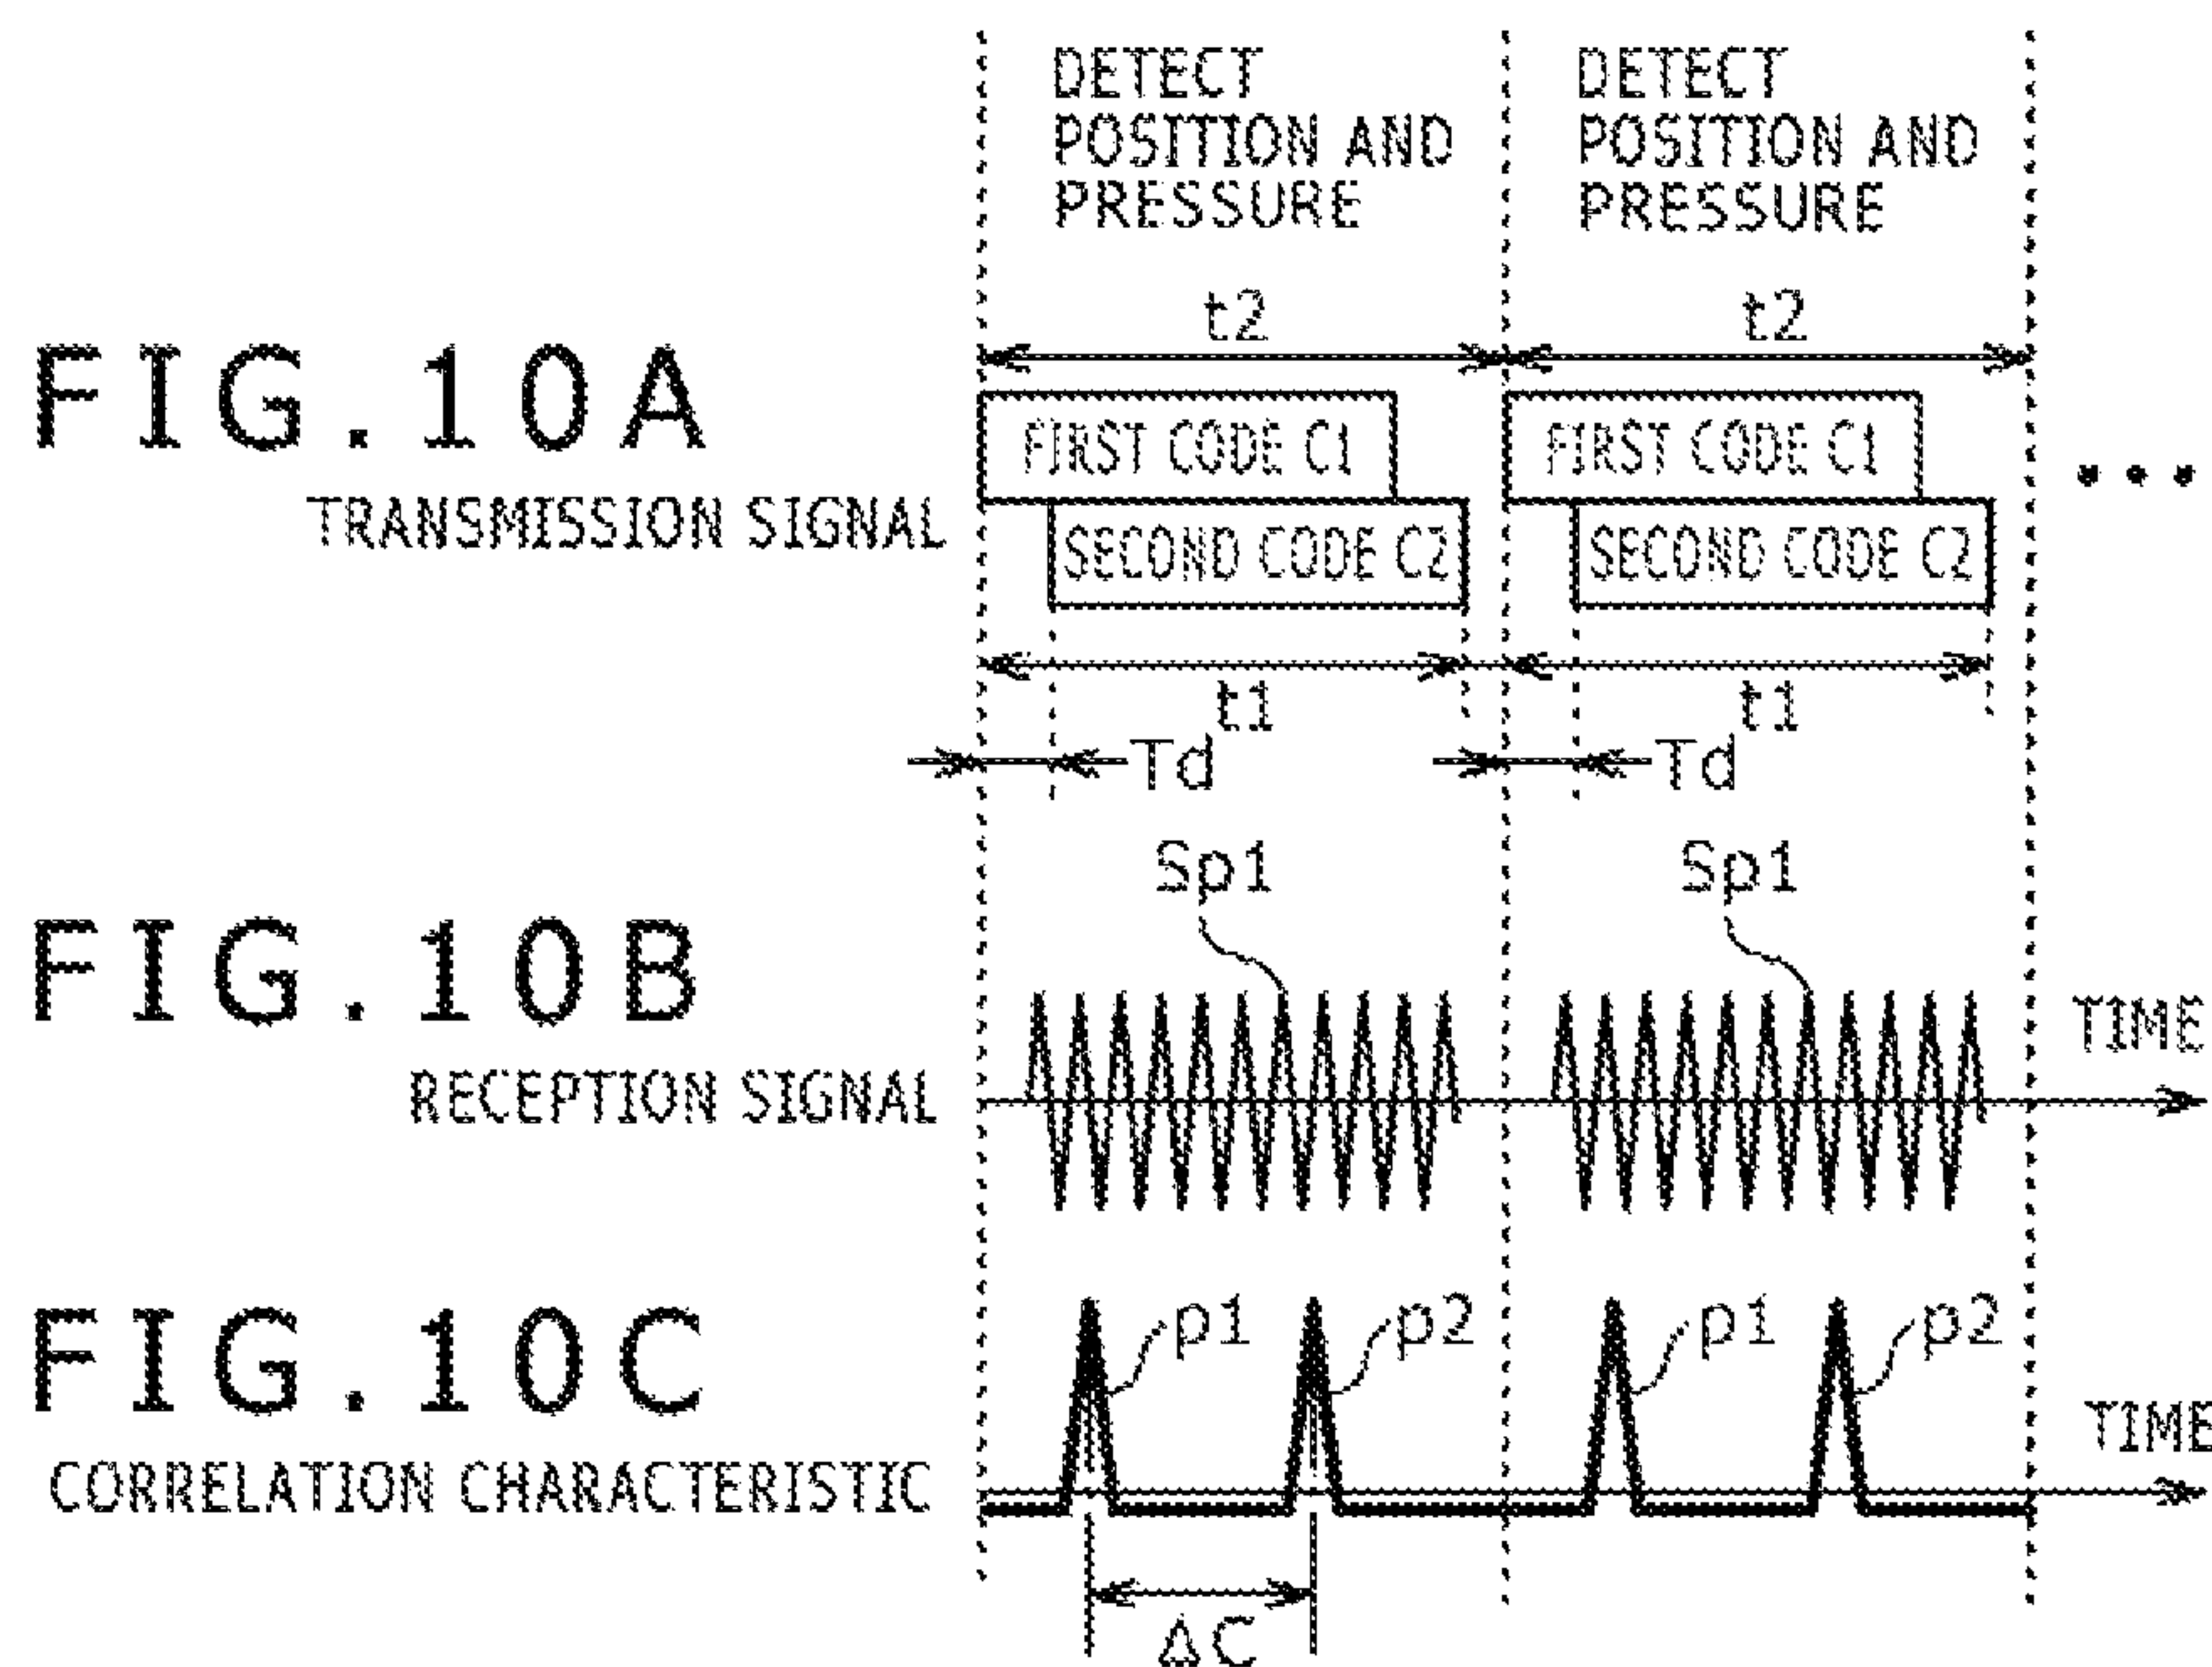 DETECT
POSITION AND
PRESSURE
DETECT
POSITION AND
PRESSURE
t2
t2
FIG.10A
TRANSMISSION SIGNAL
FIRST CODE C1
FIRST CODE C1
...
SECOND CODE C2
SECOND CODE C2
t1
t1
Td
Td
Sp1
Sp1
FIG.10B
RECEPTION SIGNAL
TIME
FIG.10C
CORRELATION CHARACTERISTIC
p1
p2
p1
p2
TIME
ΔC